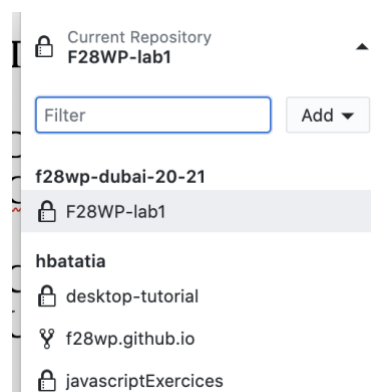 Current Repository
F28WP-lab1
Filter
Add
f28wp-dubai-20-21
F28WP-lab1
hbatatia
desktop-tutorial
f28wp.github.io
javascriptExercices